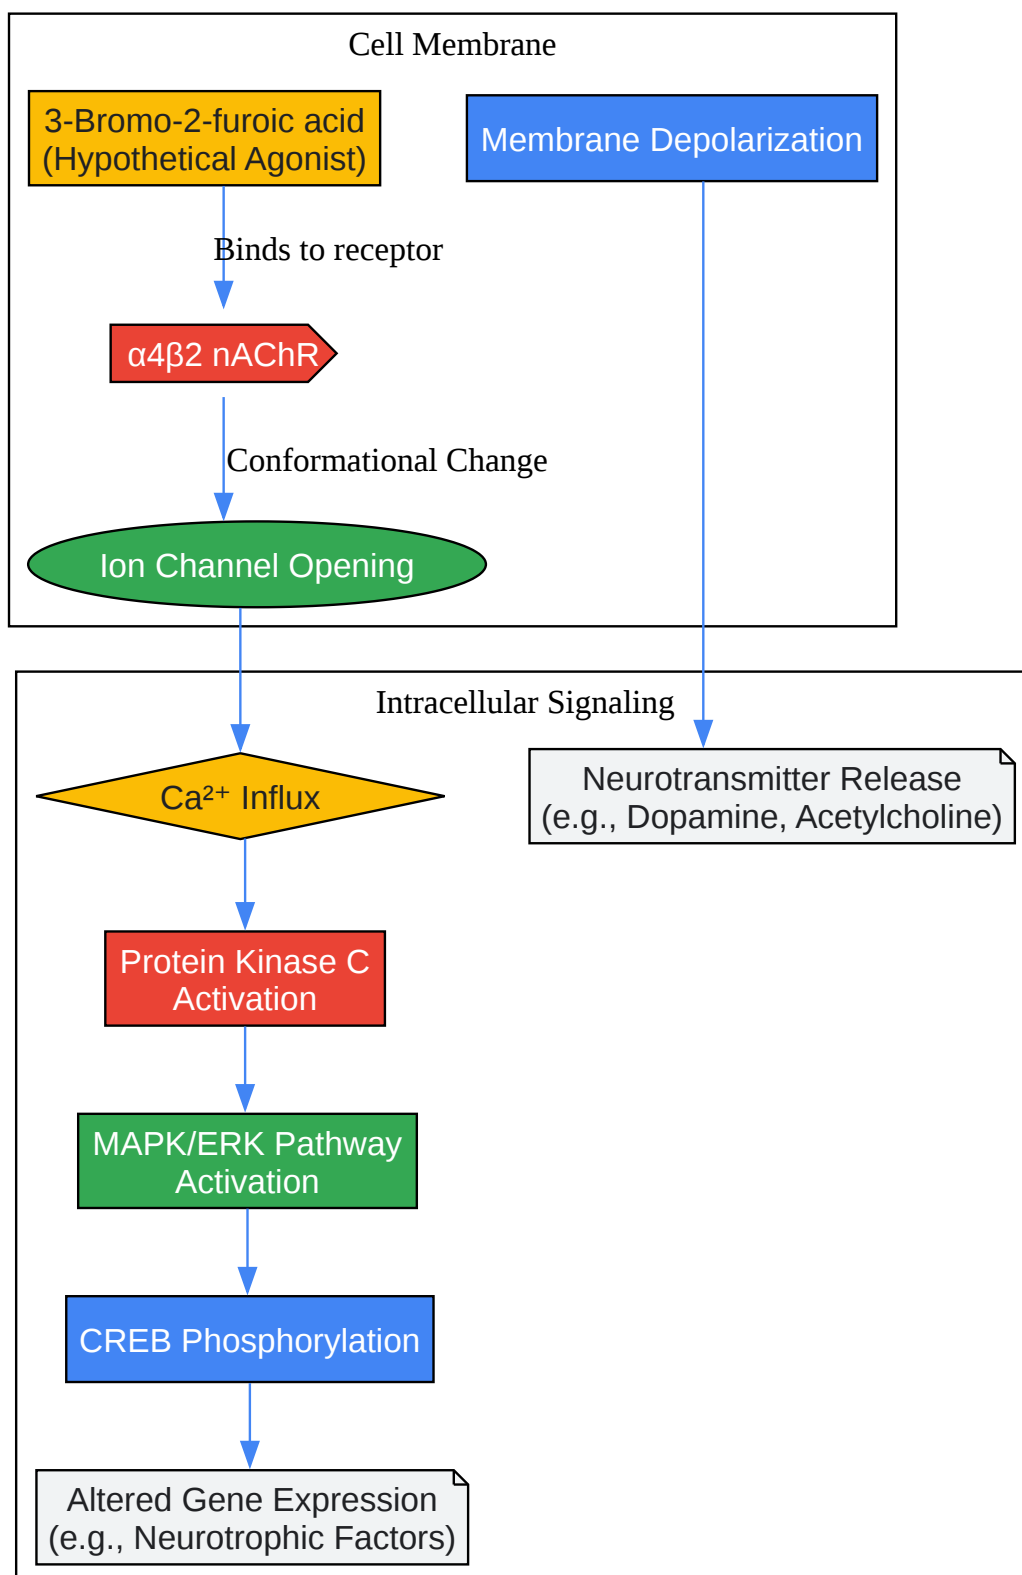 Cell Membrane
3-Bromo-2-furoic acid
(Hypothetical Agonist)
Membrane Depolarization
Binds to receptor
α4β2 nAChR
Conformational Change
Ion Channel Opening
Intracellular Signaling
Ca²⁺ Influx
Neurotransmitter Release
(e.g., Dopamine, Acetylcholine)
Protein Kinase C
Activation
MAPK/ERK Pathway
Activation
CREB Phosphorylation
Altered Gene Expression
(e.g., Neurotrophic Factors)